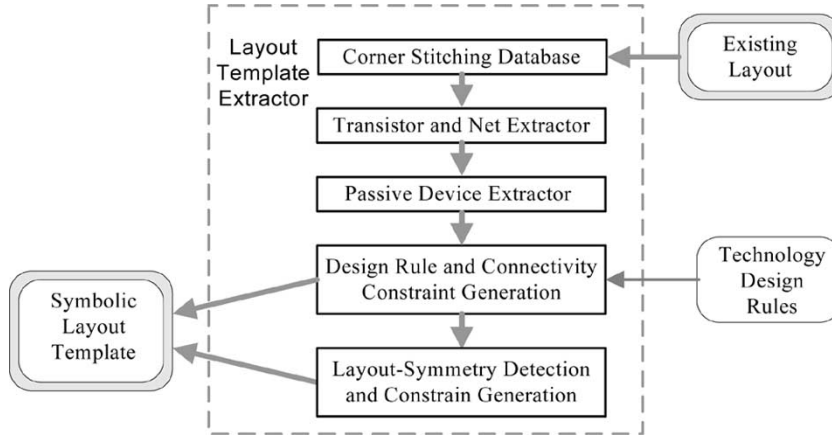 Layout
Template
Extractor
Corner Stitching Database
Existing
Layout
Transistor and Net Extractor
Passive Device Extractor
Design Rule and Connectivity
Constraint Generation
Technology
Design
Rules
Symbolic
Layout
Template
Layout-Symmetry Detection
and Constrain Generation